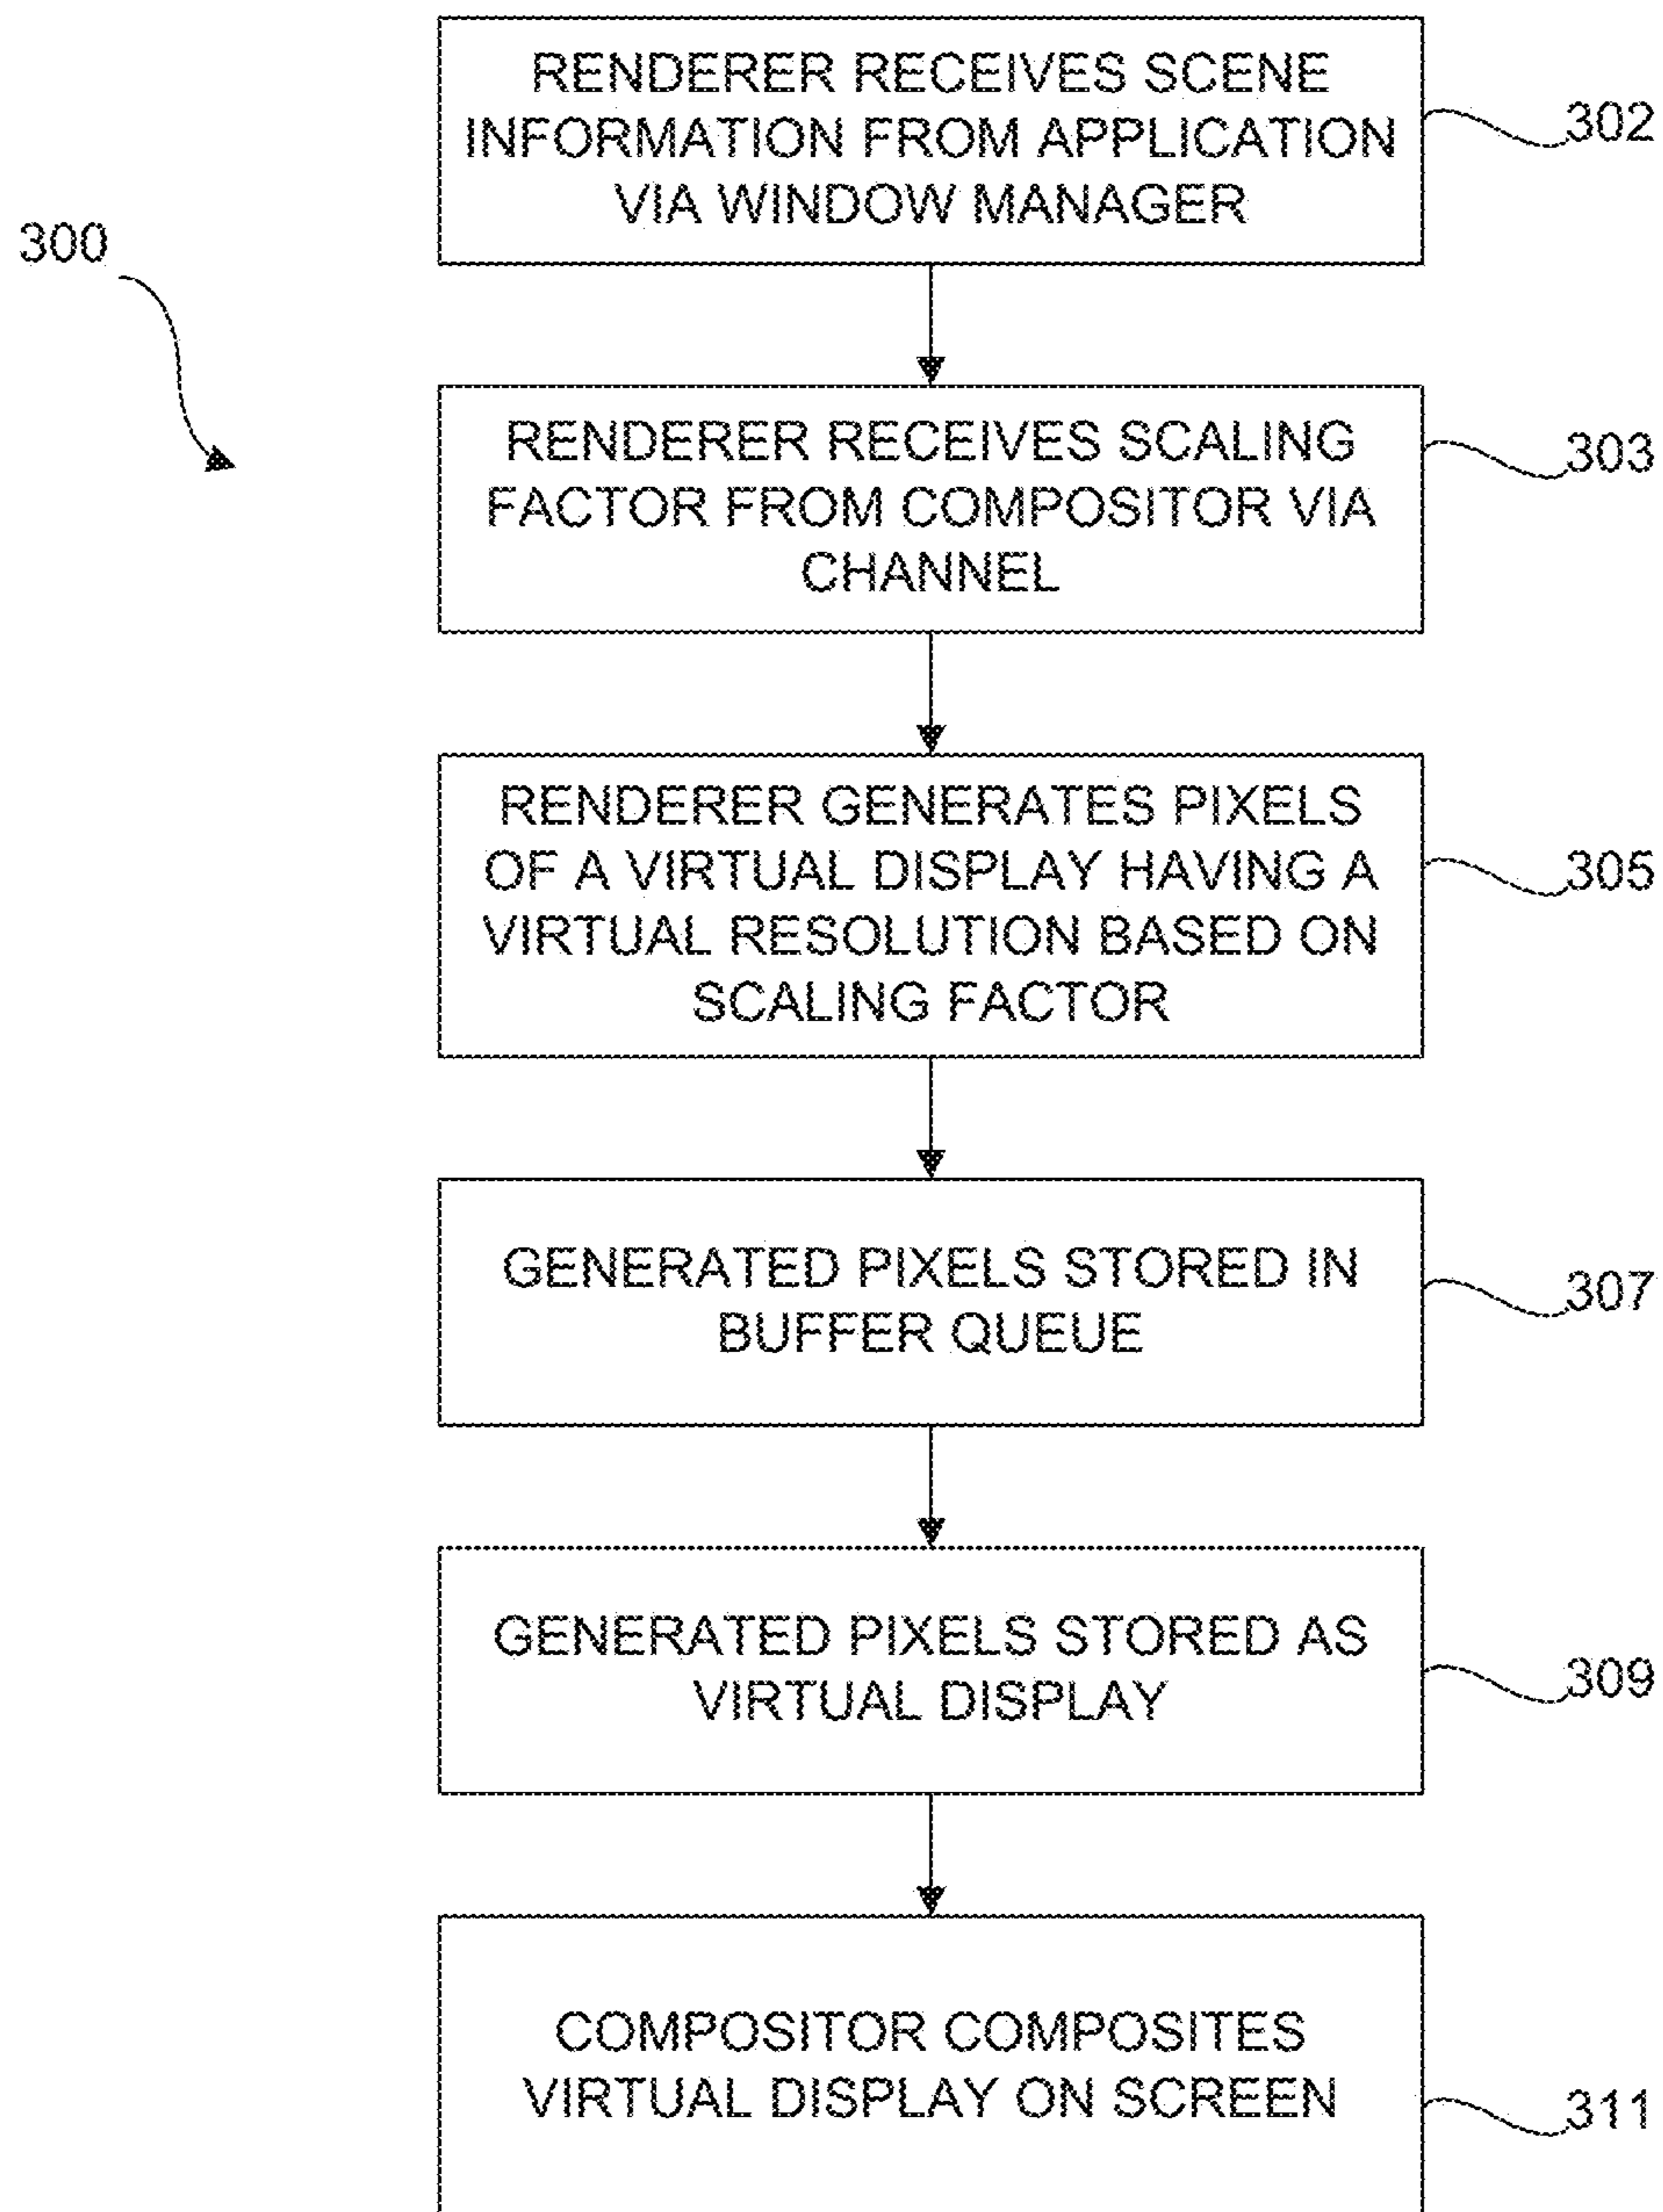 RENDERER RECEIVES SCENE
INFORMATION FROM APPLICATION
VIA WINDOW MANAGER
302
300
RENDERER RECEIVES SCALING
FACTOR FROM COMPOSITOR VIA
CHANNEL
303
RENDERER GENERATES PIXELS
OF A VIRTUAL DISPLAY HAVING A
VIRTUAL RESOLUTION BASED ON
SCALING FACTOR
305
GENERATED PIXELS STORED IN
BUFFER QUEUE
307
GENERATED PIXELS STORED AS
VIRTUAL DISPLAY
309
COMPOSITOR COMPOSITES
VIRTUAL DISPLAY ON SCREEN
311